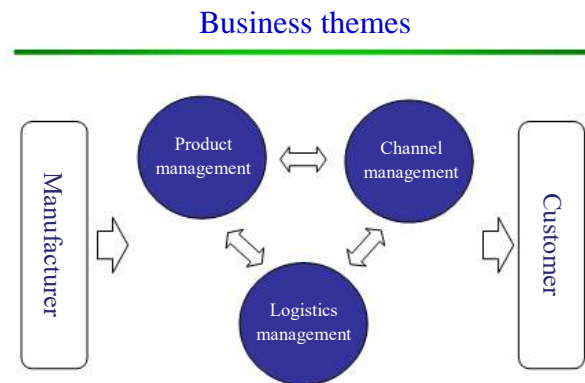 Business themes
Manufacturer
Product
management
Channel
management
Logistics
management
Customer